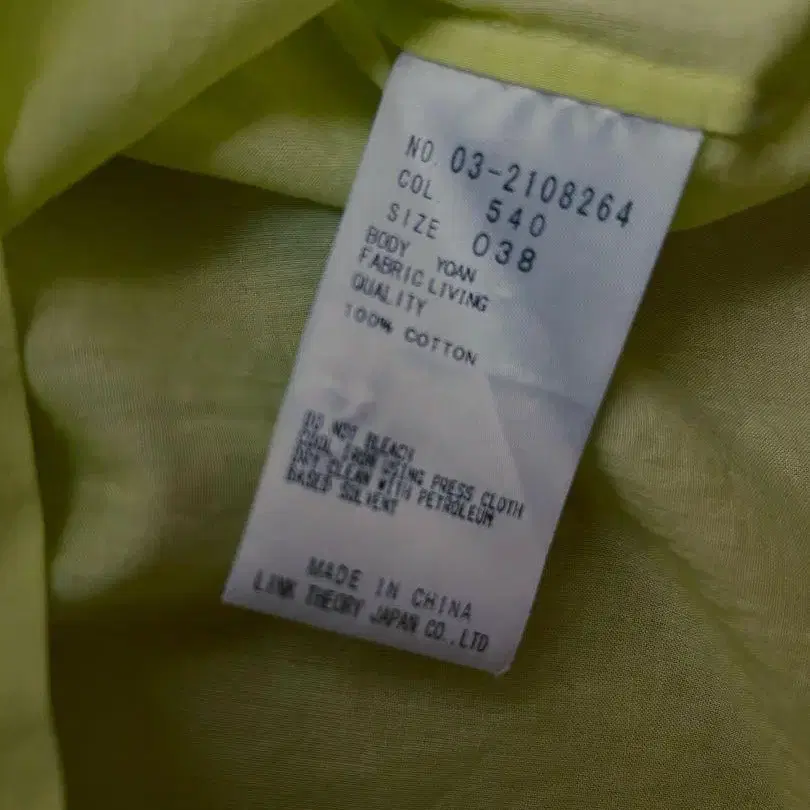 NO. 03-2108264
COL. 540
SIZE 038
BODY YOAN
FABRIC LIVING
QUALITY
100% COTTON
DO NOT BLEACH
COOL IRON USING PRESS CLOTH
DRY CLEAN WITH PETROLEUM
BASED SOLVENT
MADE IN CHINA
LINK THEORY JAPAN CO.,LTD